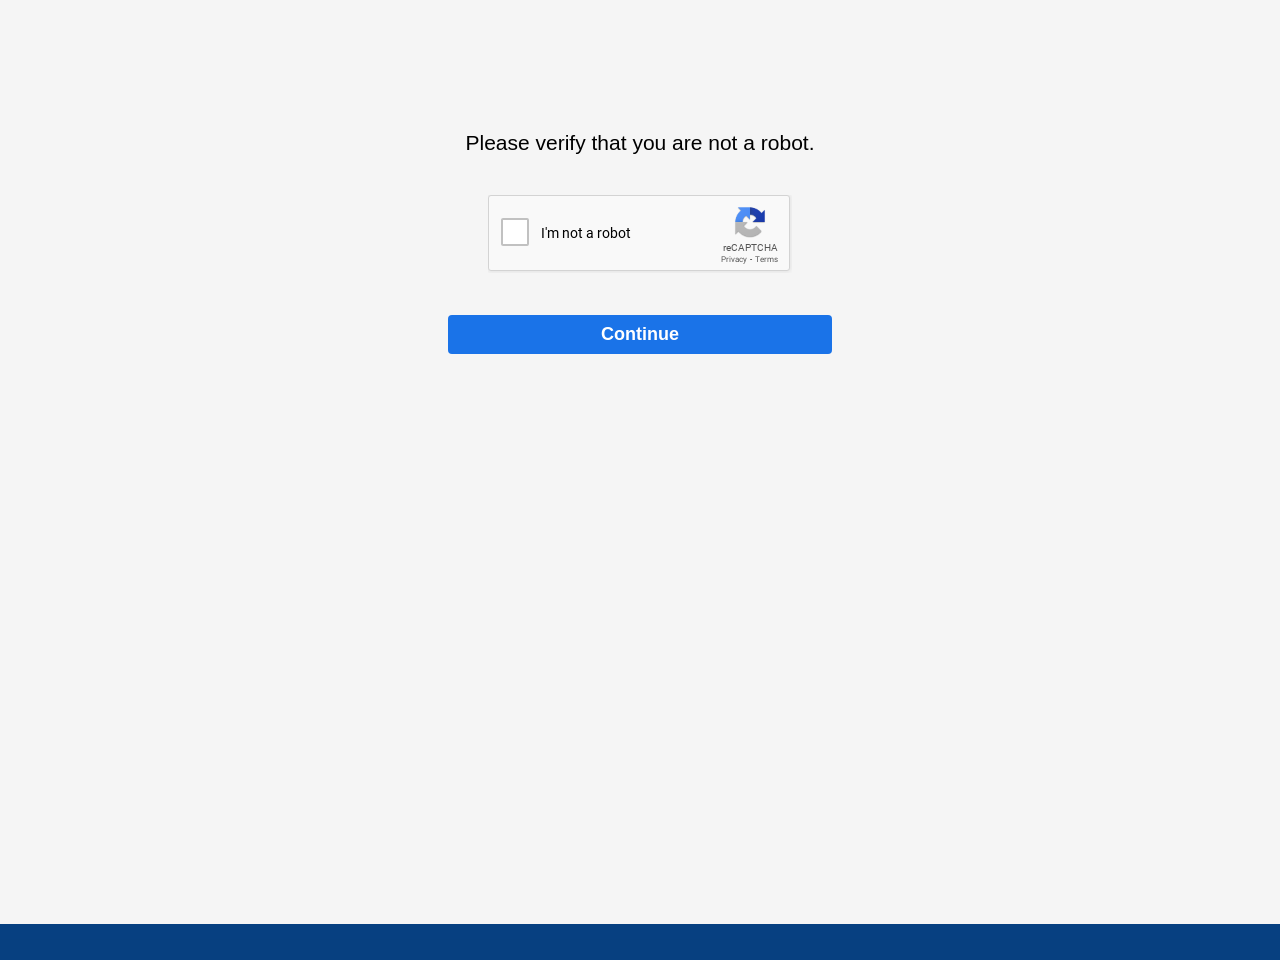 Please verify that you are not a robot.
I'm not a robot
reCAPTCHA
Privacy - Terms
Continue